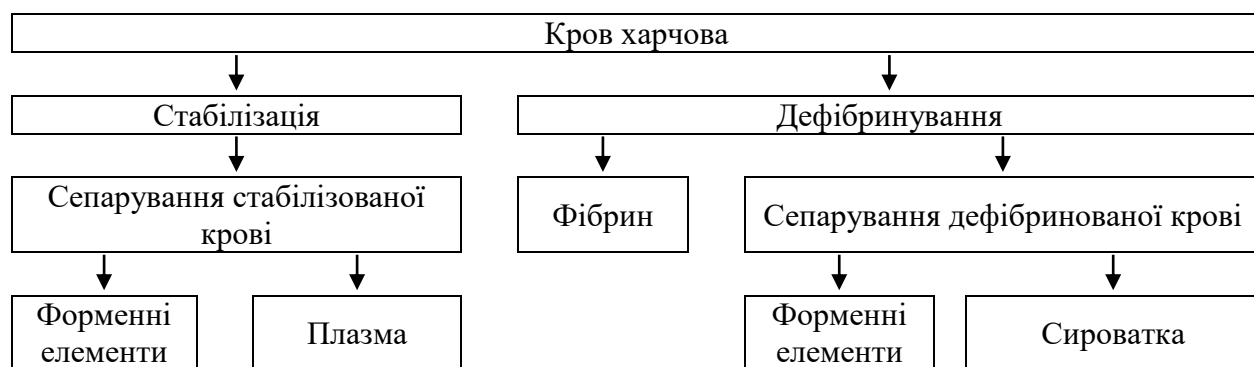 Кров харчова
Стабілізація
Дефібринування
Сепарування стабілізованої
крові
Фібрин
Сепарування дефібринованої крові
Форменні
елементи
Плазма
Форменні
елементи
Сироватка